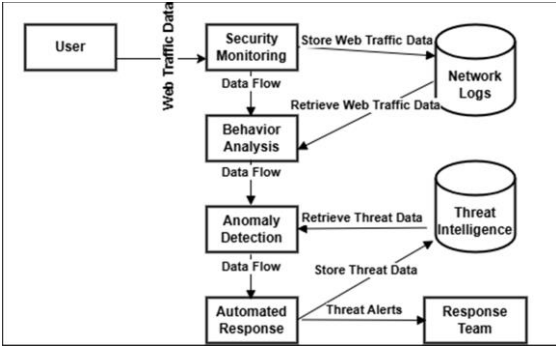 User
Web Traffic Data
Security
Monitoring
Store Web Traffic Data
Network
Logs
Data Flow
Retrieve Web Traffic Data
Behavior
Analysis
Data Flow
Anomaly
Detection
Retrieve Threat Data
Threat
Intelligence
Data Flow
Store Threat Data
Automated
Response
Threat Alerts
Response
Team